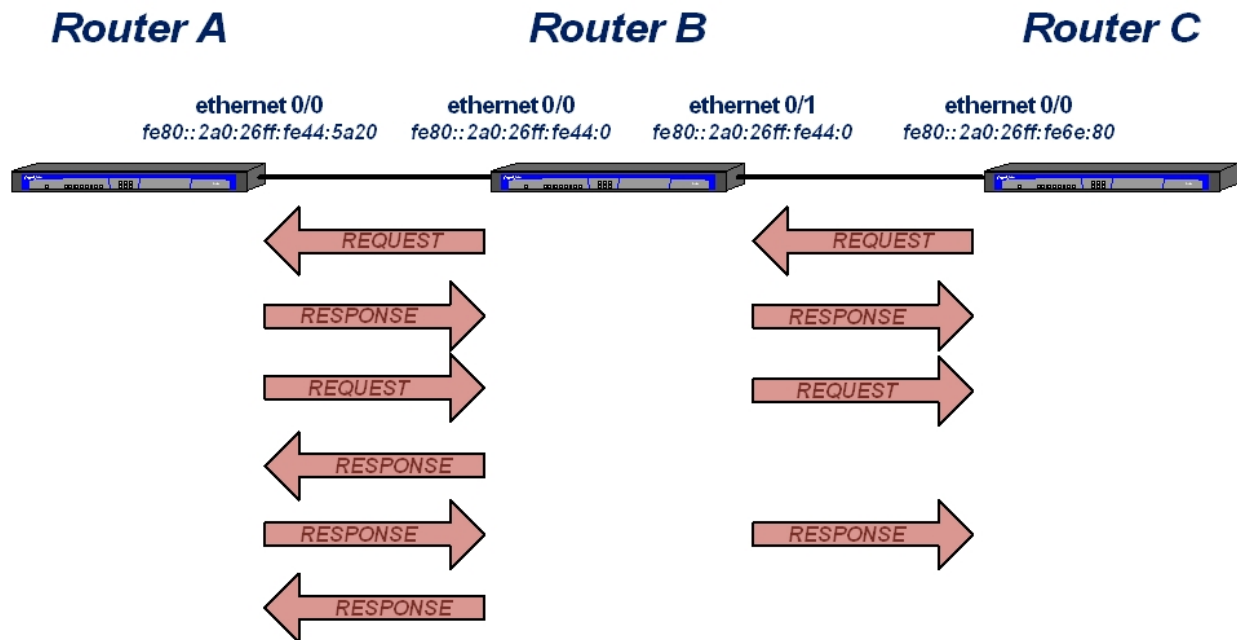 Router A Router B Router C
ethernet 0/0 ethernet 0/0 ethernet 0/1 ethernet 0/0
fe80::2a0:26ff:fe44:5a20 fe80::2a0:26ff:fe44:0 fe80::2a0:26ff:fe44:0 fe80::2a0:26ff:fe6e:80
REQUEST REQUEST
RESPONSE RESPONSE
REQUEST REQUEST
RESPONSE
RESPONSE RESPONSE
RESPONSE